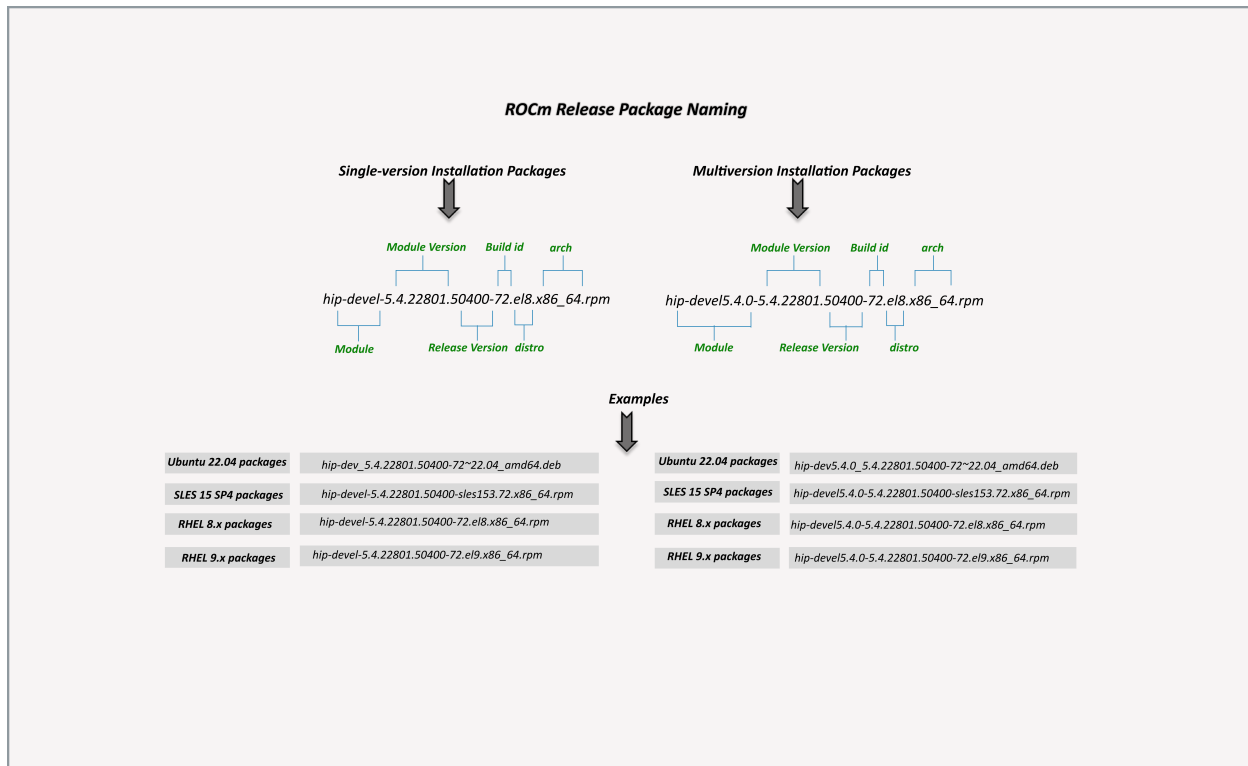 ROCm Release Package Naming
Single-version Installation Packages
Multiversion Installation Packages
Module Version Build id arch
hip-devel-5.4.22801.50400-72.el8.x86_64.rpm
Module Release Version distro
Module Version Build id arch
hip-devel5.4.0-5.4.22801.50400-72.el8.x86_64.rpm
Module Release Version distro
Examples
Ubuntu 22.04 packages hip-dev_5.4.22801.50400-72~22.04_amd64.deb
SLES 15 SP4 packages hip-devel-5.4.22801.50400-sles153.72.x86_64.rpm
RHEL 8.x packages hip-devel-5.4.22801.50400-72.el8.x86_64.rpm
RHEL 9.x packages hip-devel-5.4.22801.50400-72.el9.x86_64.rpm
Ubuntu 22.04 packages hip-dev5.4.0_5.4.22801.50400-72~22.04_amd64.deb
SLES 15 SP4 packages hip-devel5.4.0-5.4.22801.50400-sles153.72.x86_64.rpm
RHEL 8.x packages hip-devel5.4.0-5.4.22801.50400-72.el8.x86_64.rpm
RHEL 9.x packages hip-devel5.4.0-5.4.22801.50400-72.el9.x86_64.rpm